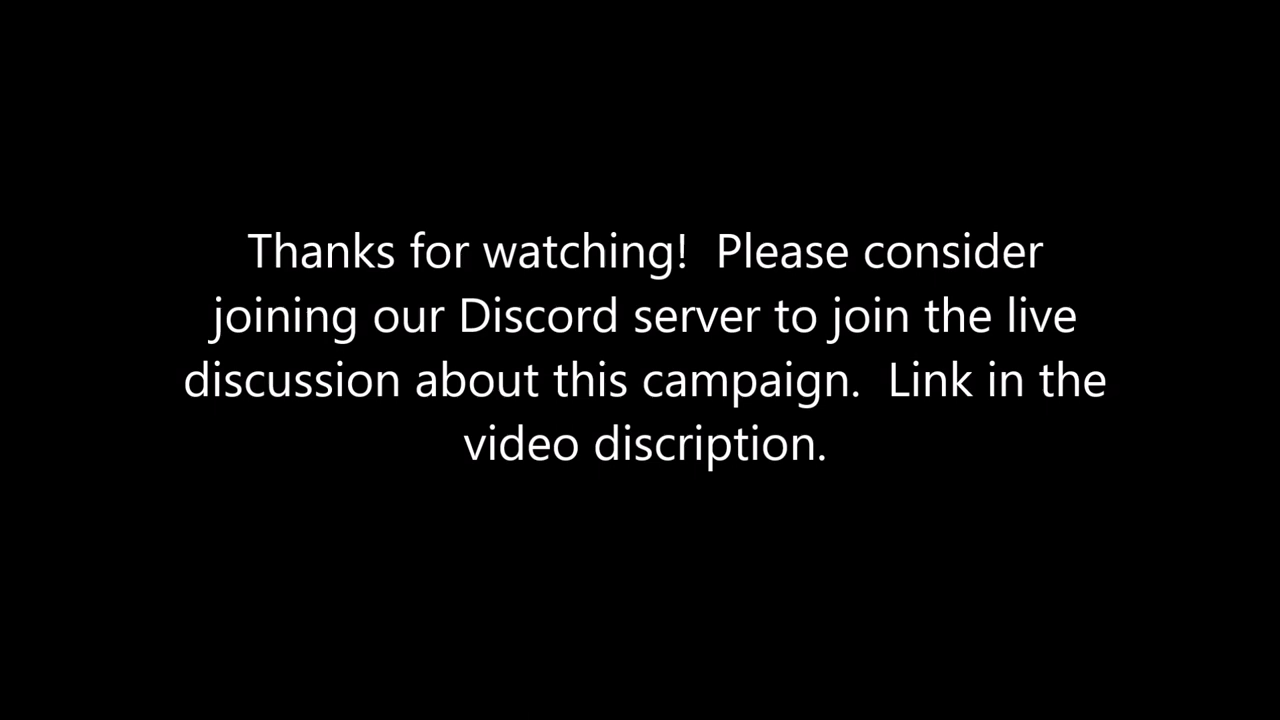 Thanks for watching!  Please consider
joining our Discord server to join the live
discussion about this campaign.  Link in the
video discription.